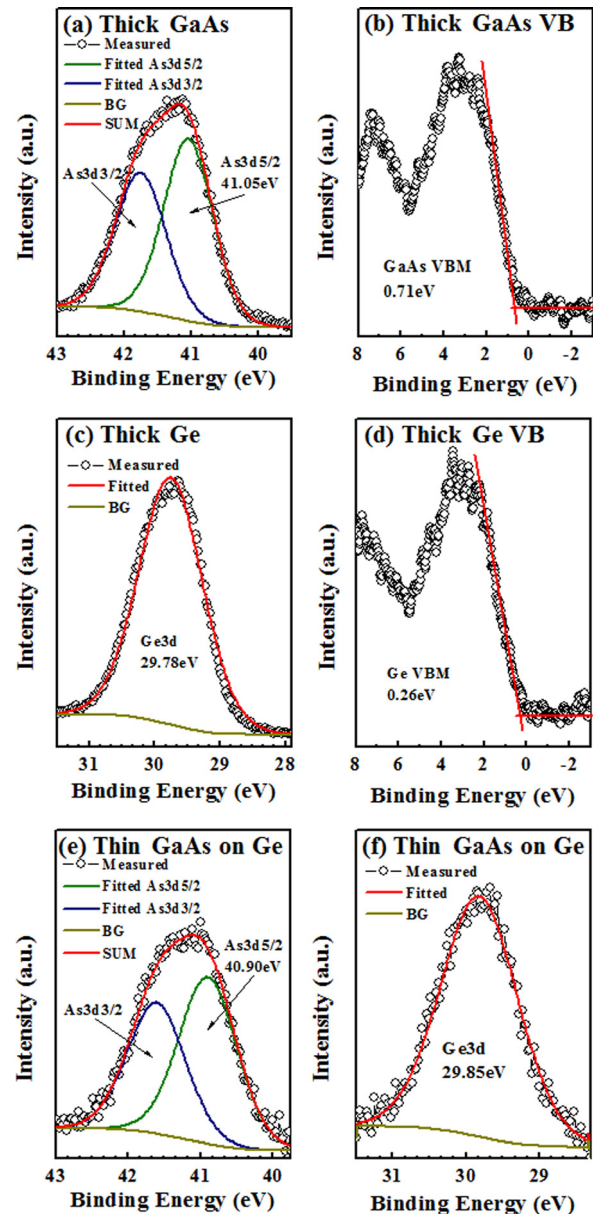 (a) Thick GaAs
Measured
Fitted As3d5/2
Fitted As3d3/2
BG
SUM
As3d3/2
As3d5/2
41.05eV
Intensity (a.u.)
43 42 41 40
Binding Energy (eV)
(b) Thick GaAs VB
GaAs VBM
0.71eV
Intensity (a.u.)
8 6 4 2 0 -2
Binding Energy (eV)
(c) Thick Ge
Measured
Fitted
BG
Ge3d
29.78eV
Intensity (a.u.)
31 30 29 28
Binding Energy (eV)
(d) Thick Ge VB
Ge VBM
0.26eV
Intensity (a.u.)
8 6 4 2 0 -2
Binding Energy (eV)
(e) Thin GaAs on Ge
Measured
Fitted As3d5/2
Fitted As3d3/2
BG
SUM
As3d5/2
40.90eV
As3d3/2
Intensity (a.u.)
43 42 41 40
Binding Energy (eV)
(f) Thin GaAs on Ge
Measured
Fitted
BG
Ge3d
29.85eV
Intensity (a.u.)
31 30 29
Binding Energy (eV)